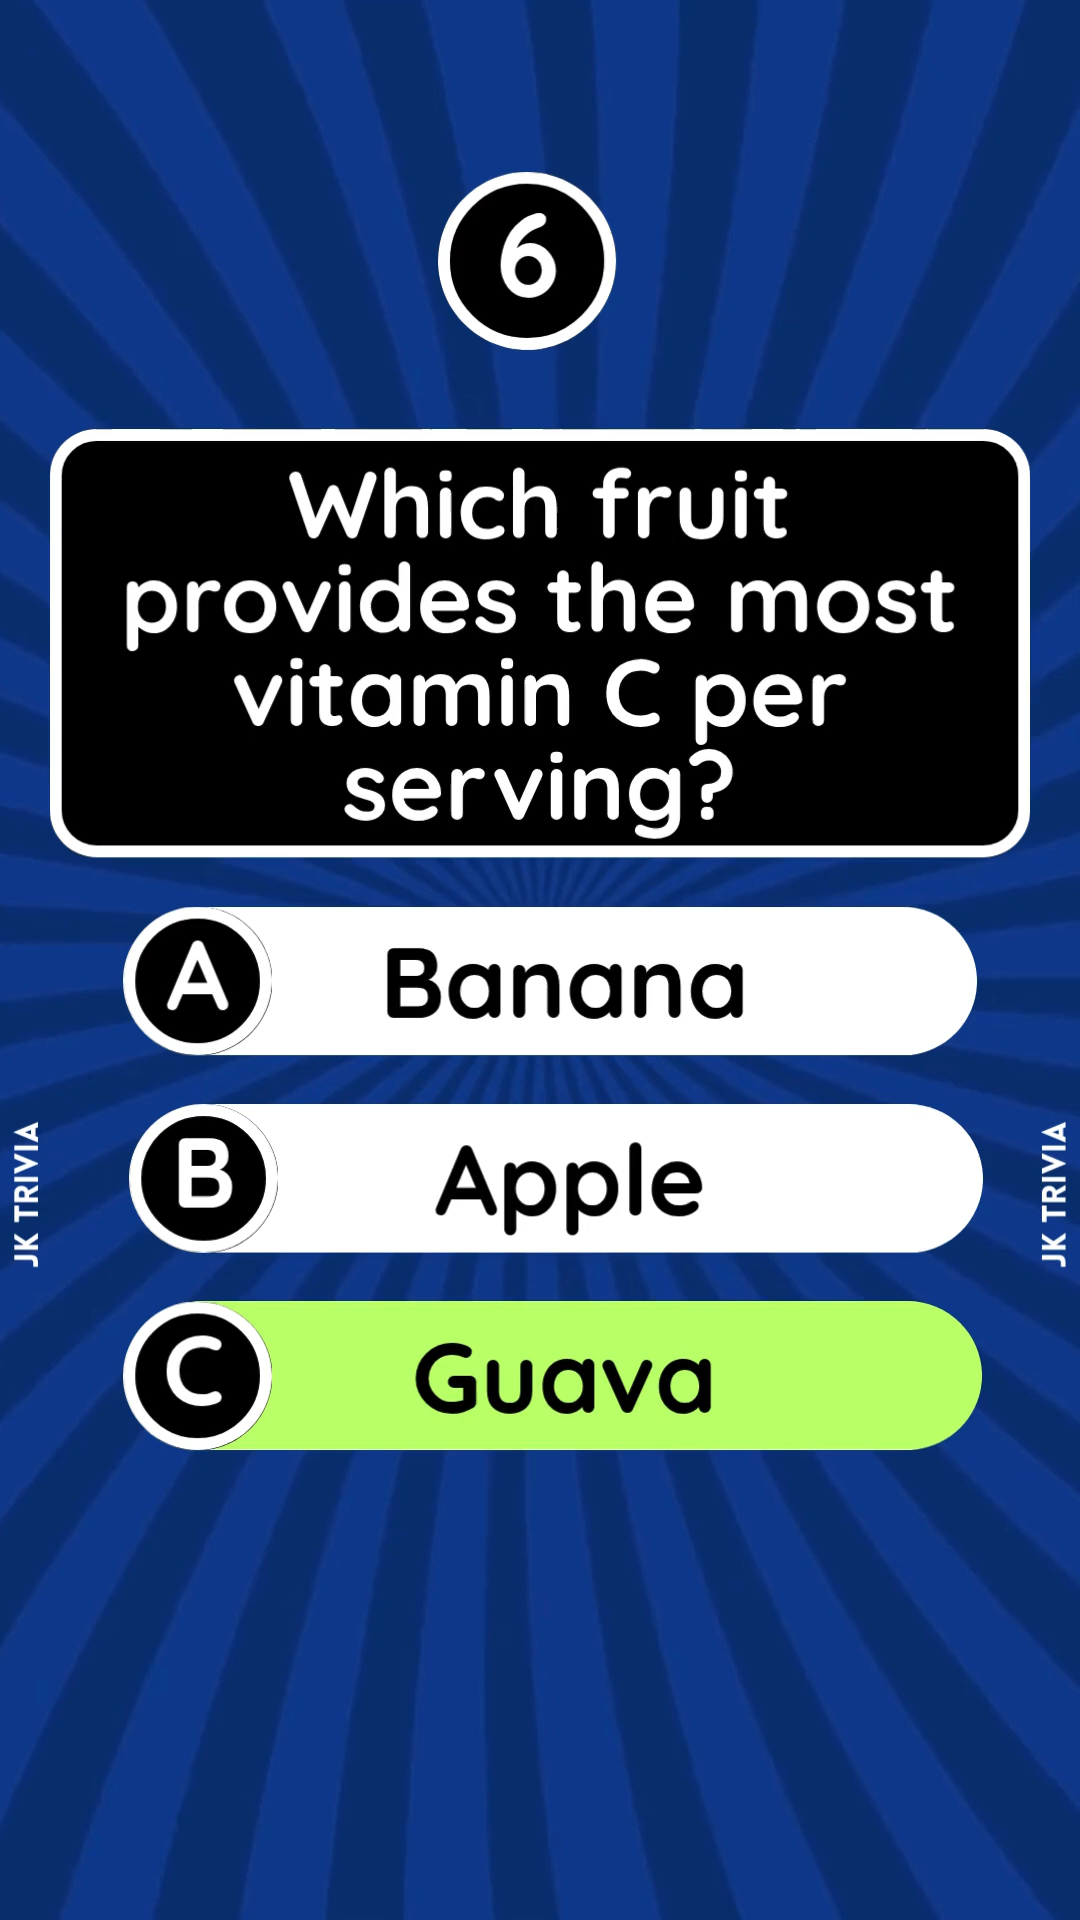 6
Which fruit
provides the most
vitamin C per
serving?
A Banana
B Apple
C Guava
JK TRIVIA
JK TRIVIA